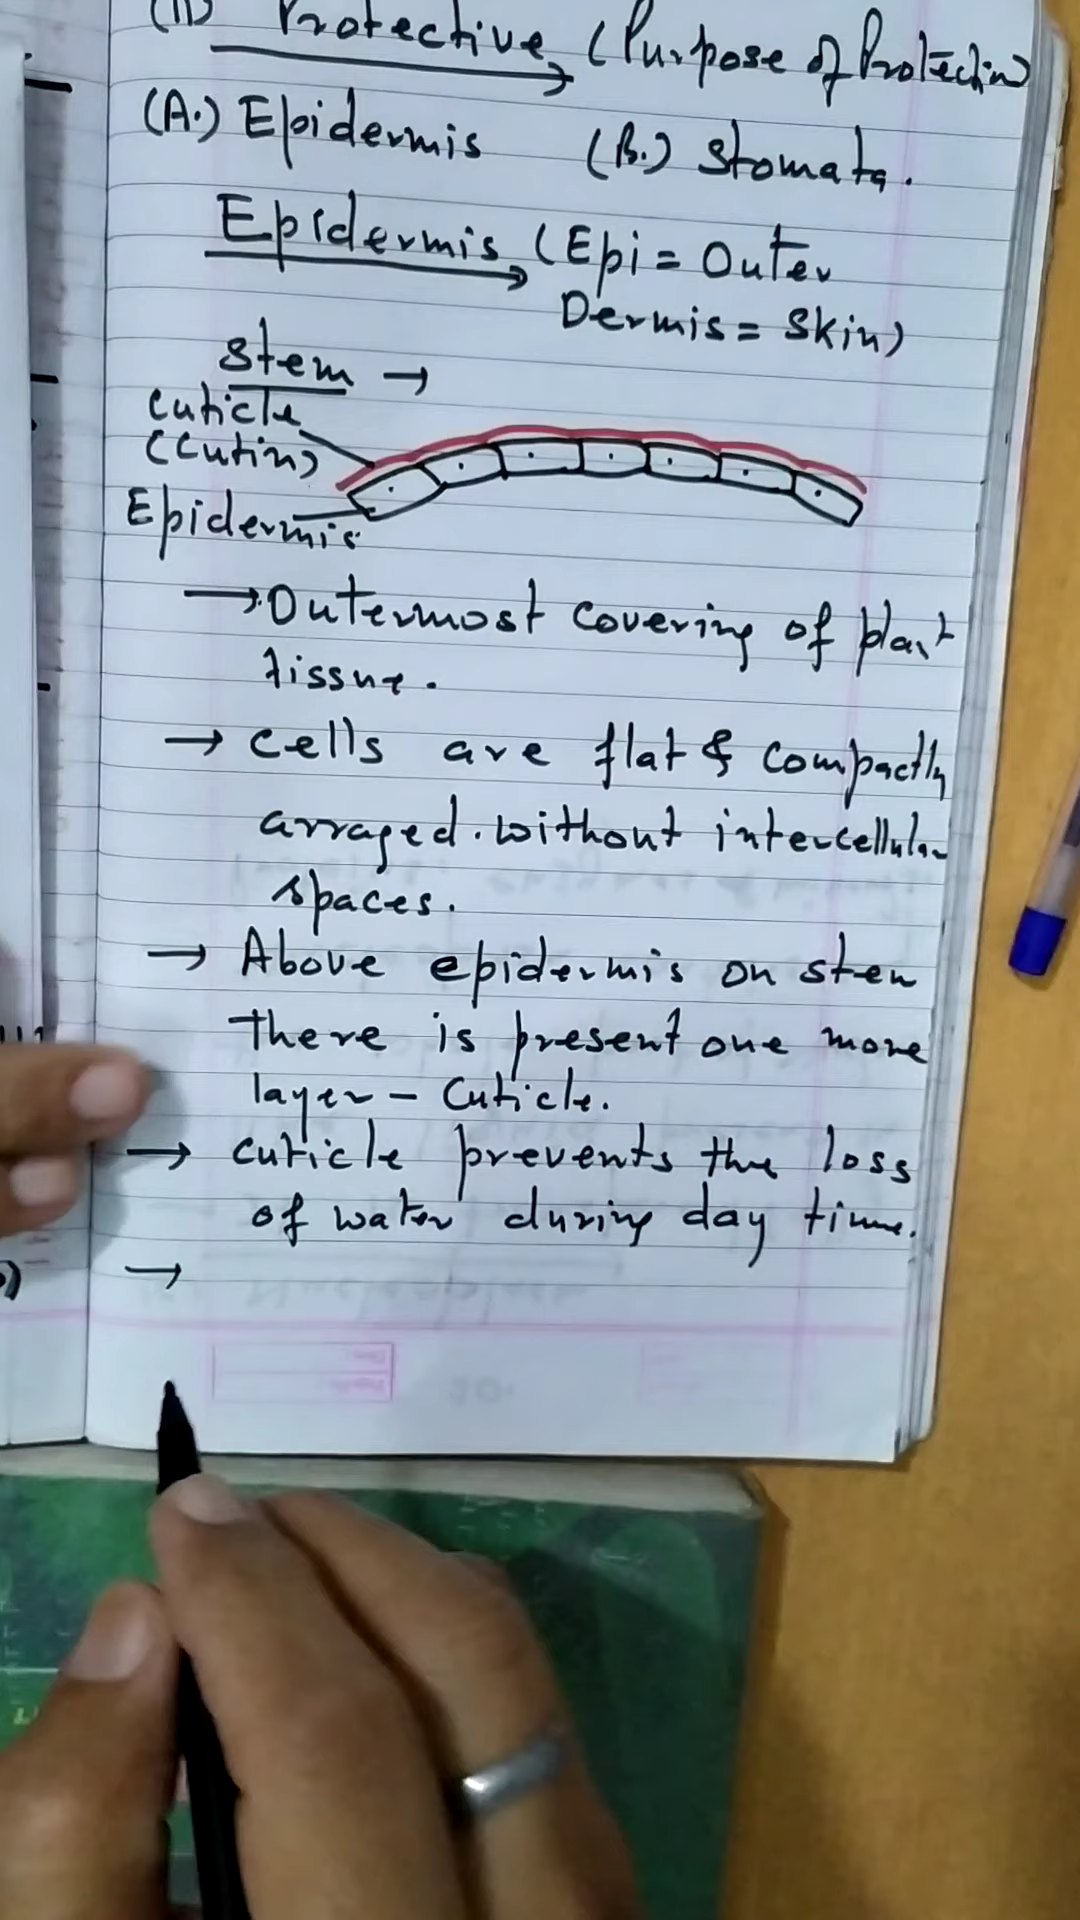 (II) Protective (Purpose of Protection)
(A.) Epidermis (B.) Stomata.
Epidermis (Epi = Outer
Dermis = Skin)
Stem →
Cuticle
(Cutin)
Epidermis
→ Outermost covering of plant
tissue.
→ Cells are flat & compactly
arraged. without intercellular
spaces.
→ Above epidermis on stem
there is present one more
layer - Cuticle.
→ cuticle prevents the loss
of water during day time.
→